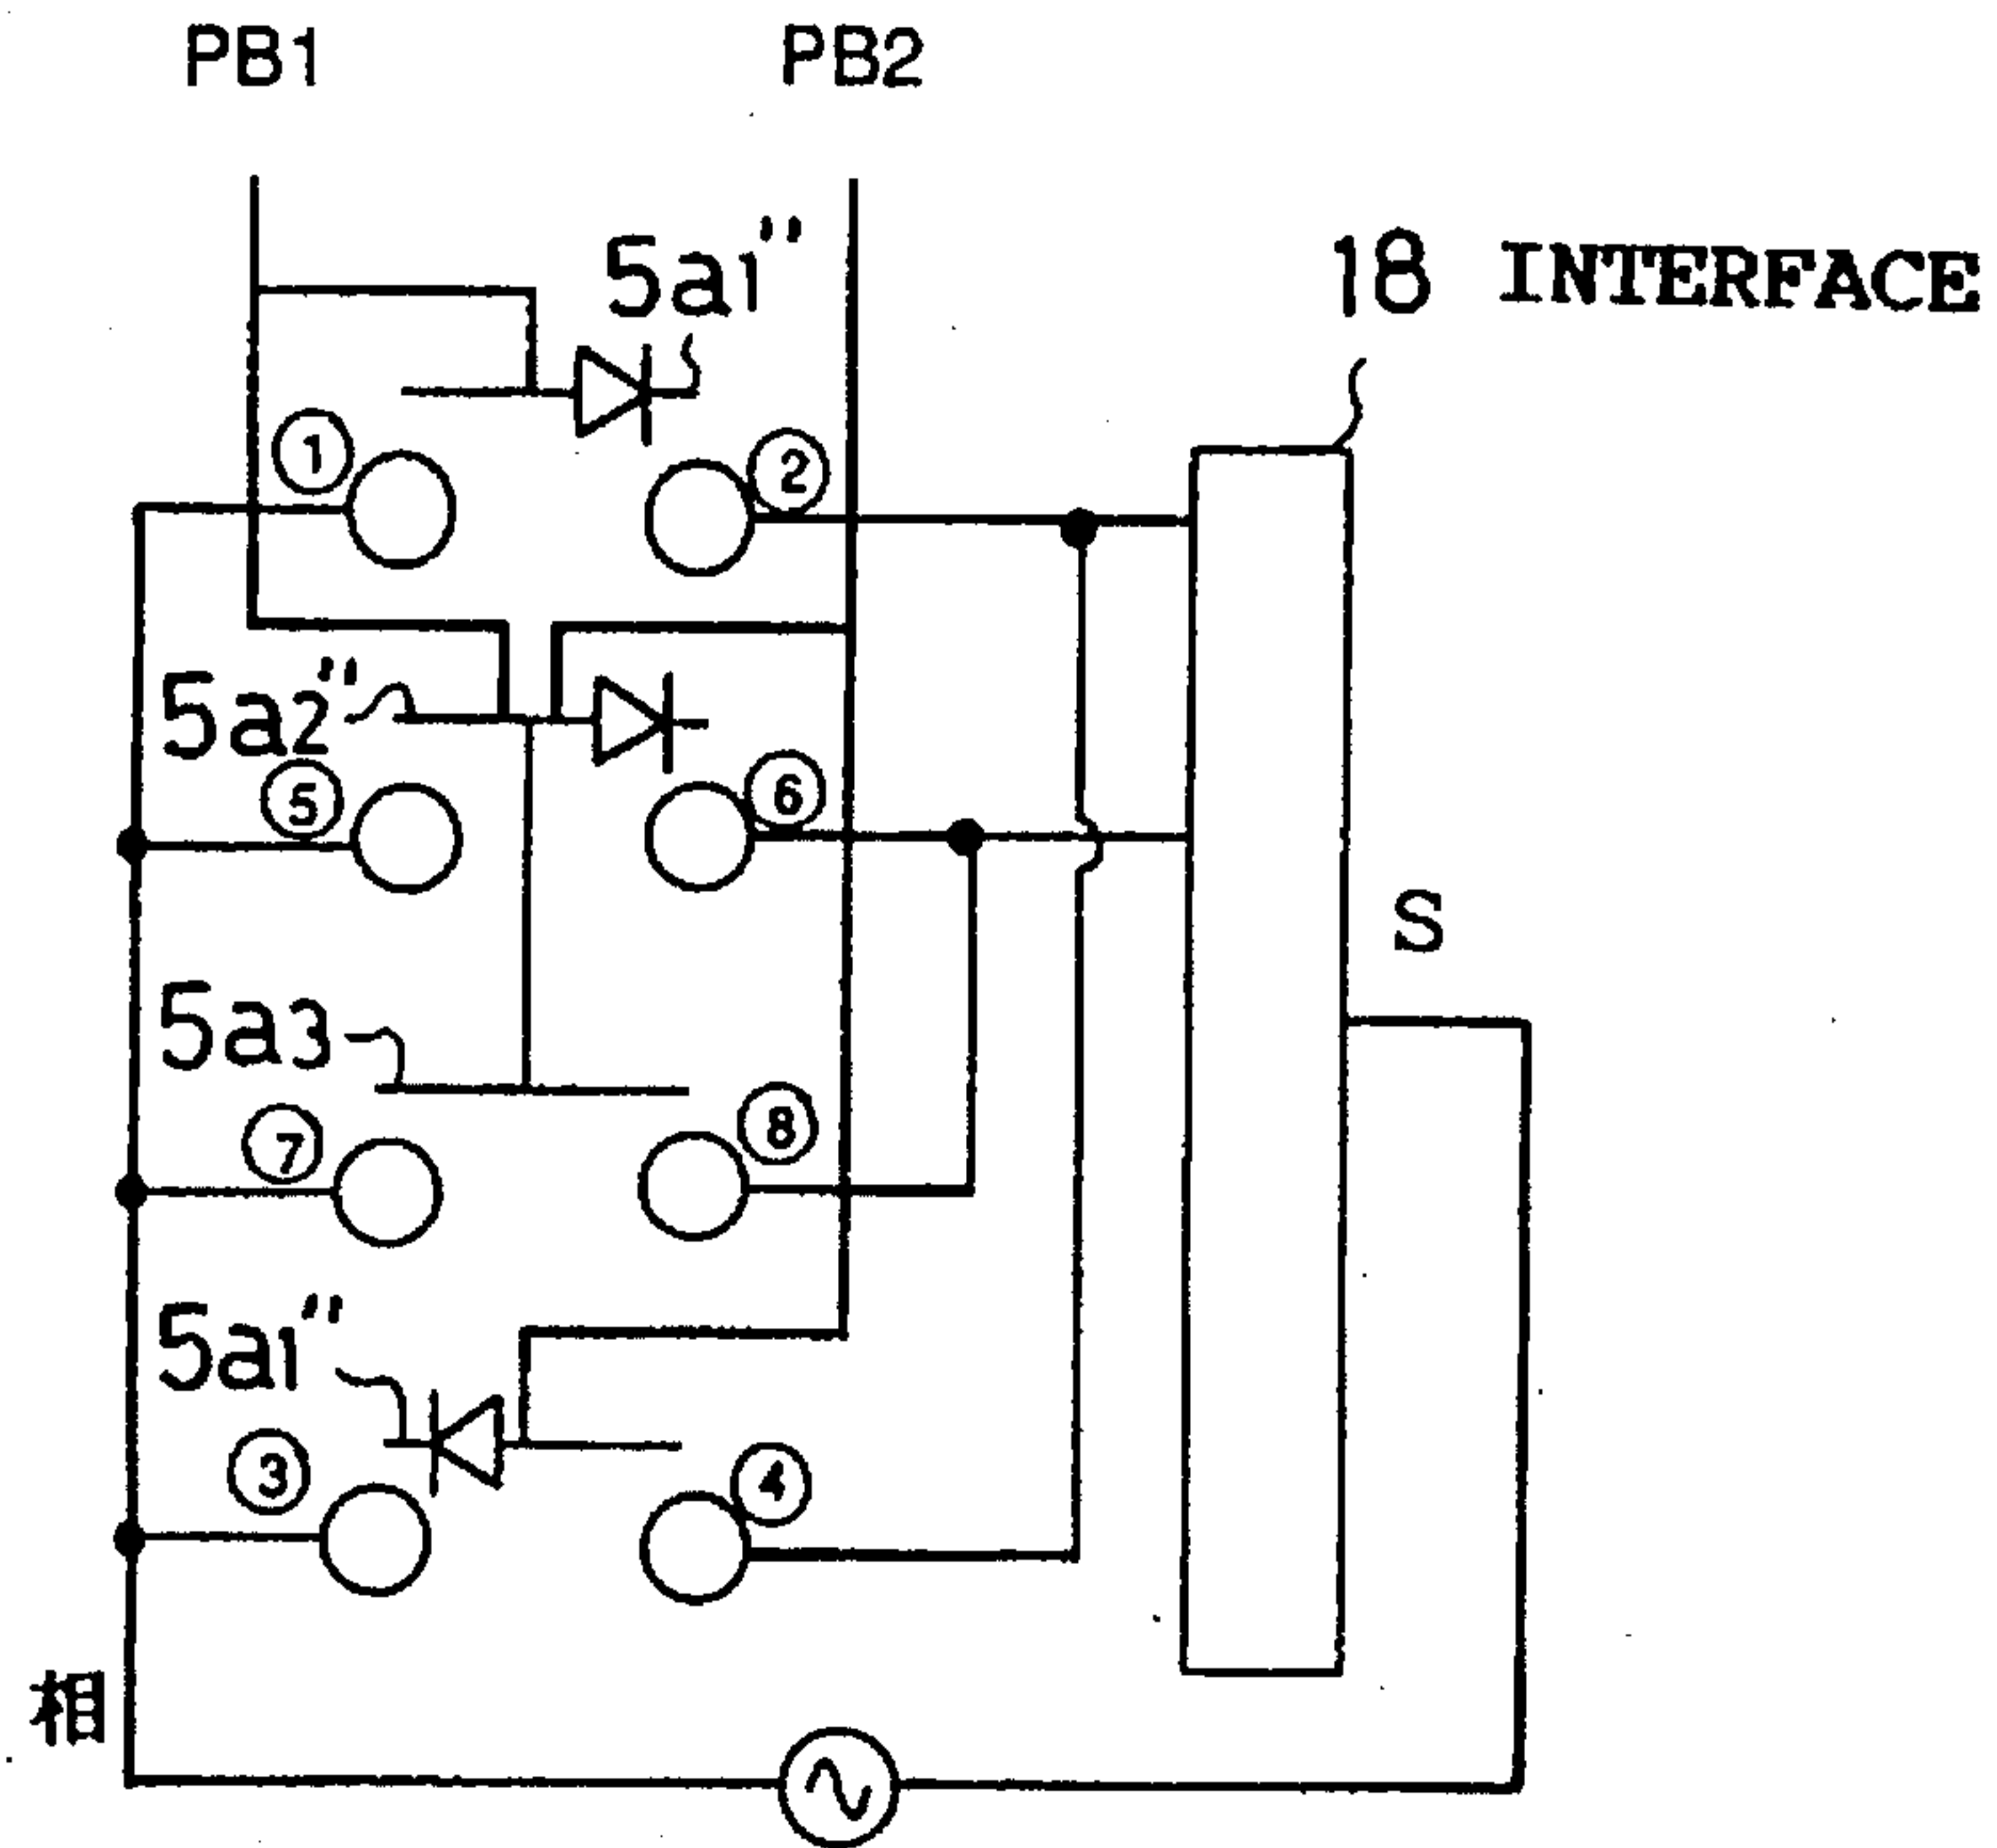 PB1 PB2
5a1"
18 INTERFACE
① ②
5a2"
⑤ ⑥
S
5a3
⑦ ⑧
5a1"
③ ④
相